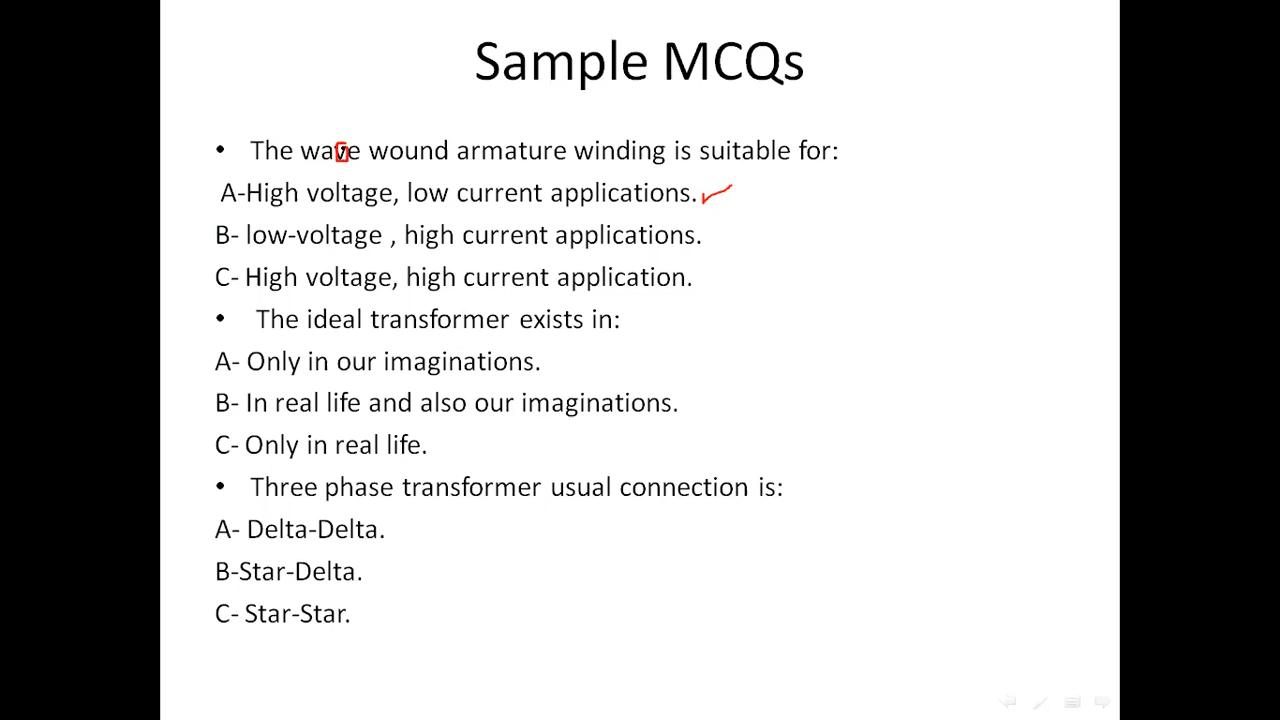 Sample MCQs
• The wave wound armature winding is suitable for:
A-High voltage, low current applications.
B- low-voltage , high current applications.
C- High voltage, high current application.
• The ideal transformer exists in:
A- Only in our imaginations.
B- In real life and also our imaginations.
C- Only in real life.
• Three phase transformer usual connection is:
A- Delta-Delta.
B-Star-Delta.
C- Star-Star.